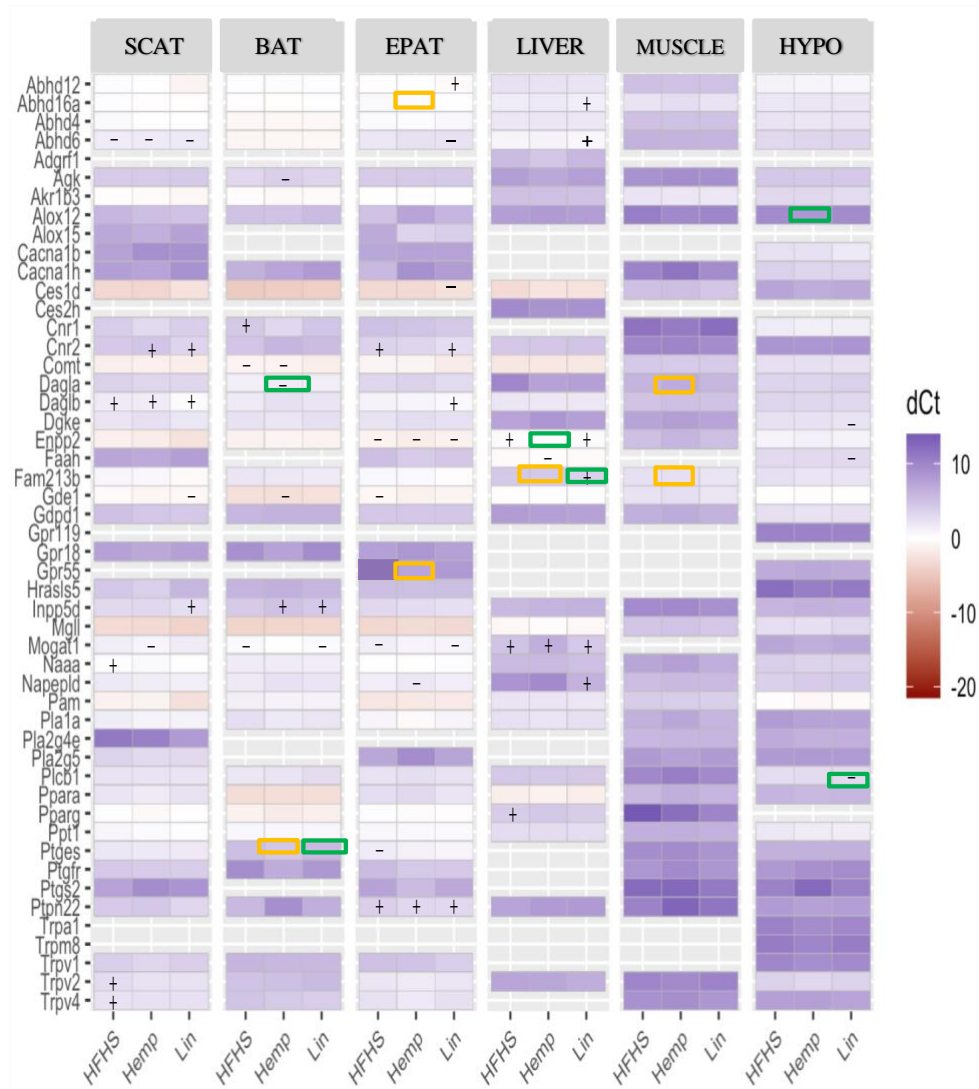 SCAT BAT EPAT LIVER MUSCLE HYPO
Abhd12 +
Abhd16a +
Abhd4
Abhd6 − − − − +
Adgrf1
Agk −
Akr1b3
Alox12
Alox15
Cacna1b
Cacna1h
Ces1d −
Ces2h
Cnr1 +
Cnr2 + + + +
Comt − −
Dagla −
Daglb + + + +
Dgke −
Enpp2 − − − + +
Faah − −
Fam213b +
Gde1 − − −
Gdpd1
Gpr119
Gpr18
Gpr55
Hrasls5
Inpp5d + + +
Mgll
Mogat1 − − − − − + + +
Naaa +
Napepld − +
Pam
Pla1a
Pla2g4e
Pla2g5
Plcb1 −
Ppara
Pparg +
Ppt1
Ptges −
Ptgfr
Ptgs2
Ptpn22 + + +
Trpa1
Trpm8
Trpv1
Trpv2 +
Trpv4 +
HFHS Hemp Lin HFHS Hemp Lin HFHS Hemp Lin HFHS Hemp Lin HFHS Hemp Lin HFHS Hemp Lin
dCt
10
0
-10
-20